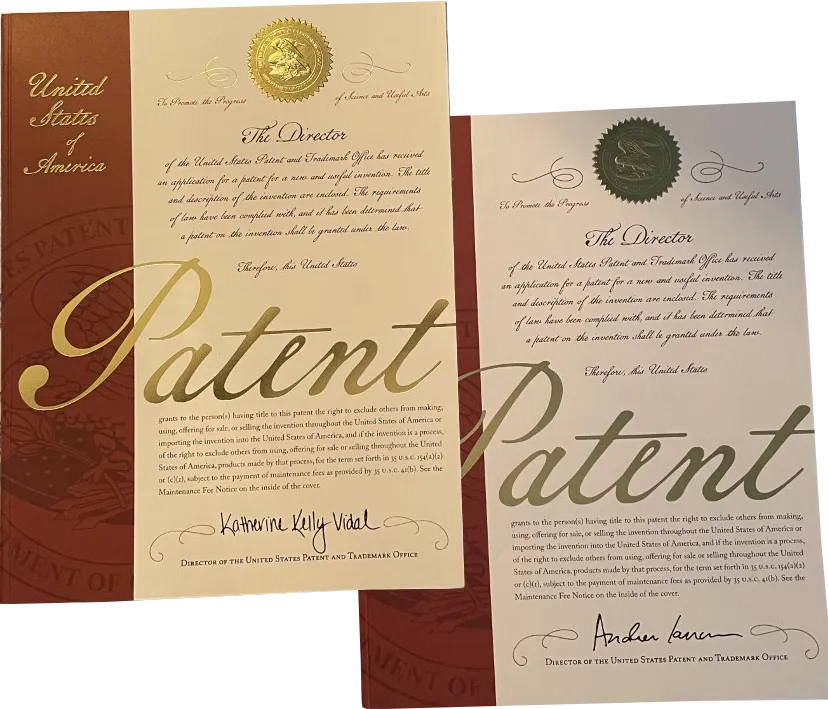 United
States
of
America
To Promote the Progress
of Science and Useful Arts
The Director
of the United States Patent and Trademark Office has received
an application for a patent for a new and useful invention. The title
and description of the invention are enclosed. The requirements
of law have been complied with, and it has been determined that
a patent on the invention shall be granted under the law.
Therefore, this United States
Patent
grants to the person(s) having title to this patent the right to exclude others from making,
using, offering for sale, or selling the invention throughout the United States of America or
importing the invention into the United States of America, and if the invention is a process,
of the right to exclude others from using, offering for sale or selling throughout the United
States of America, products made by that process, for the term set forth in 35 U.S.C. 154(a)(2)
or (c)(1), subject to the payment of maintenance fees as provided by 35 U.S.C. 41(b). See the
Maintenance Fee Notice on the inside of the cover.
Katherine Kelly Vidal
DIRECTOR OF THE UNITED STATES PATENT AND TRADEMARK OFFICE
To Promote the Progress
of Science and Useful Arts
The Director
of the United States Patent and Trademark Office has received
an application for a patent for a new and useful invention. The title
and description of the invention are enclosed. The requirements
of law have been complied with, and it has been determined that
a patent on the invention shall be granted under the law.
Therefore, this United States
Patent
grants to the person(s) having title to this patent the right to exclude others from making,
using, offering for sale, or selling the invention throughout the United States of America or
importing the invention into the United States of America, and if the invention is a process,
of the right to exclude others from using, offering for sale or selling throughout the United
States of America, products made by that process, for the term set forth in 35 U.S.C. 154(a)(2)
or (c)(1), subject to the payment of maintenance fees as provided by 35 U.S.C. 41(b). See the
Maintenance Fee Notice on the inside of the cover.
Andrei Iancu
DIRECTOR OF THE UNITED STATES PATENT AND TRADEMARK OFFICE